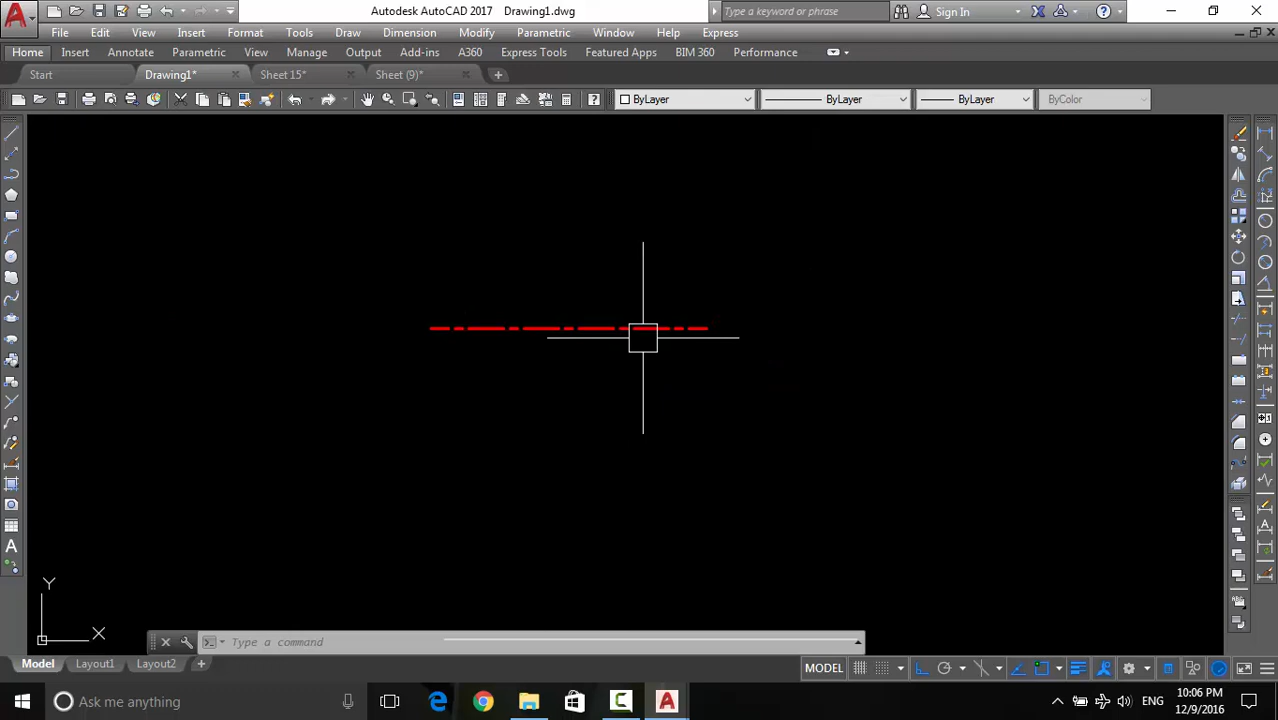 Autodesk AutoCAD 2017 Drawing1.dwg
Type a keyword or phrase
Sign In
File Edit View Insert Format Tools Draw Dimension Modify Parametric Window Help Express
Home Insert Annotate Parametric View Manage Output Add-ins A360 Express Tools Featured Apps BIM 360 Performance
Start Drawing1* Sheet 15* Sheet (9)*
ByLayer ByLayer ByLayer ByColor
Y
X
Type a command
Model Layout1 Layout2
MODEL
Ask me anything
ENG
10:06 PM
12/9/2016